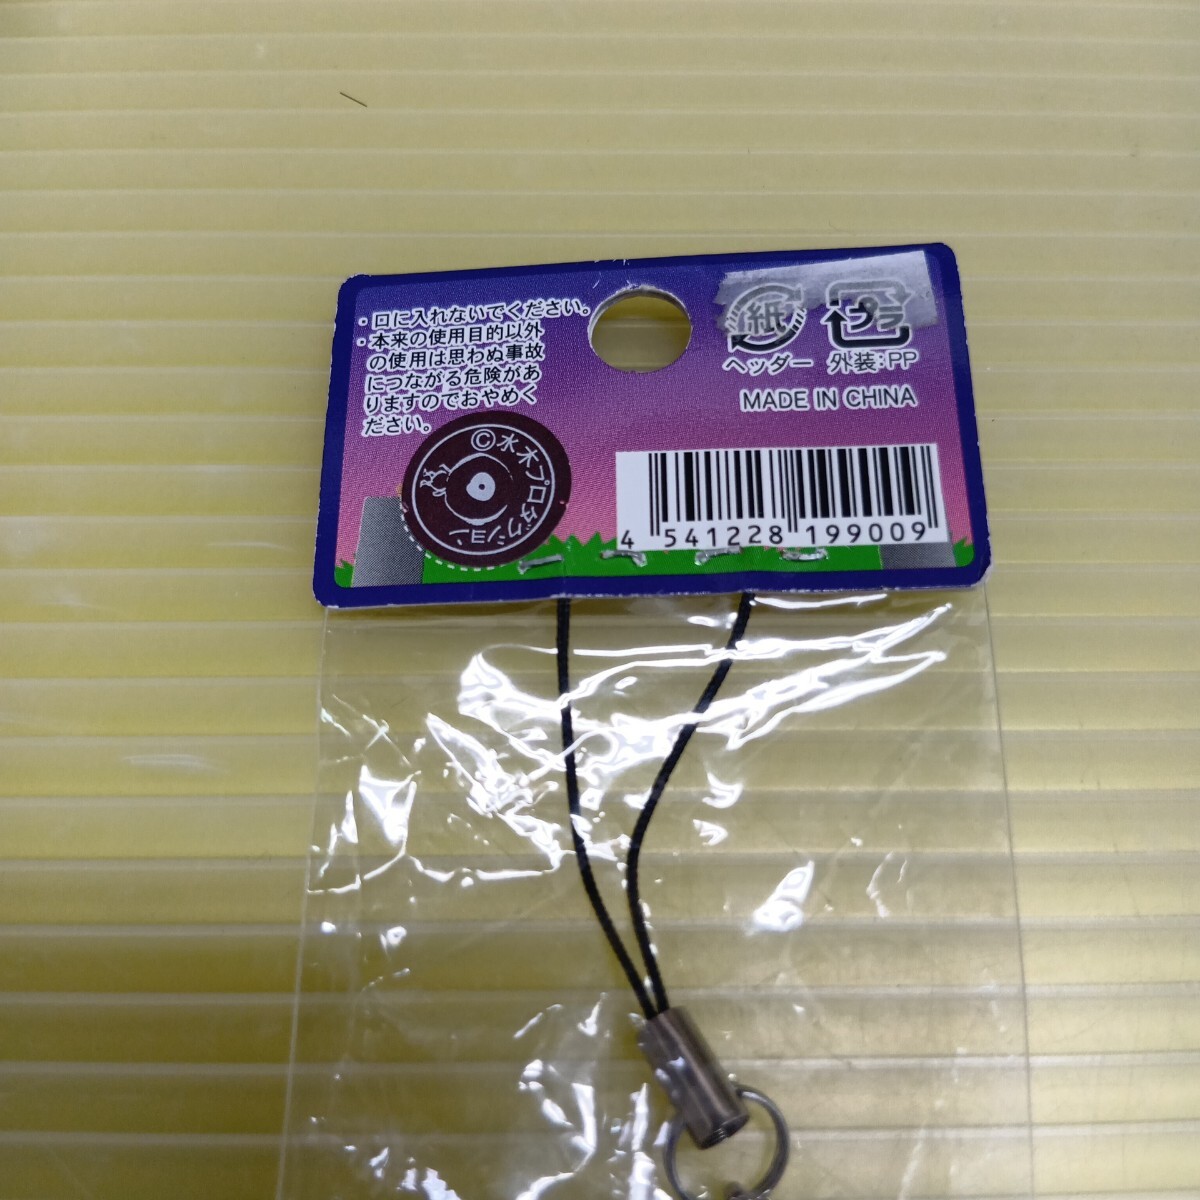 ・口に入れないでください。
・本来の使用目的以外
の使用は思わぬ事故
につながる危険があ
りますのでおやめく
ださい。
©水木プロダクション
紙
プラ
ヘッダー 外装:PP
MADE IN CHINA
4 541228 199009